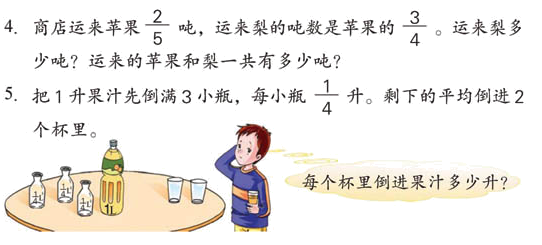 4. 商店运来苹果 2/5 吨，运来梨的吨数是苹果的 3/4 。运来梨多
少吨？运来的苹果和梨一共有多少吨？
5. 把1升果汁先倒满3小瓶，每小瓶 1/4 升。剩下的平均倒进2
个杯里。
每个杯里倒进果汁多少升？
1L